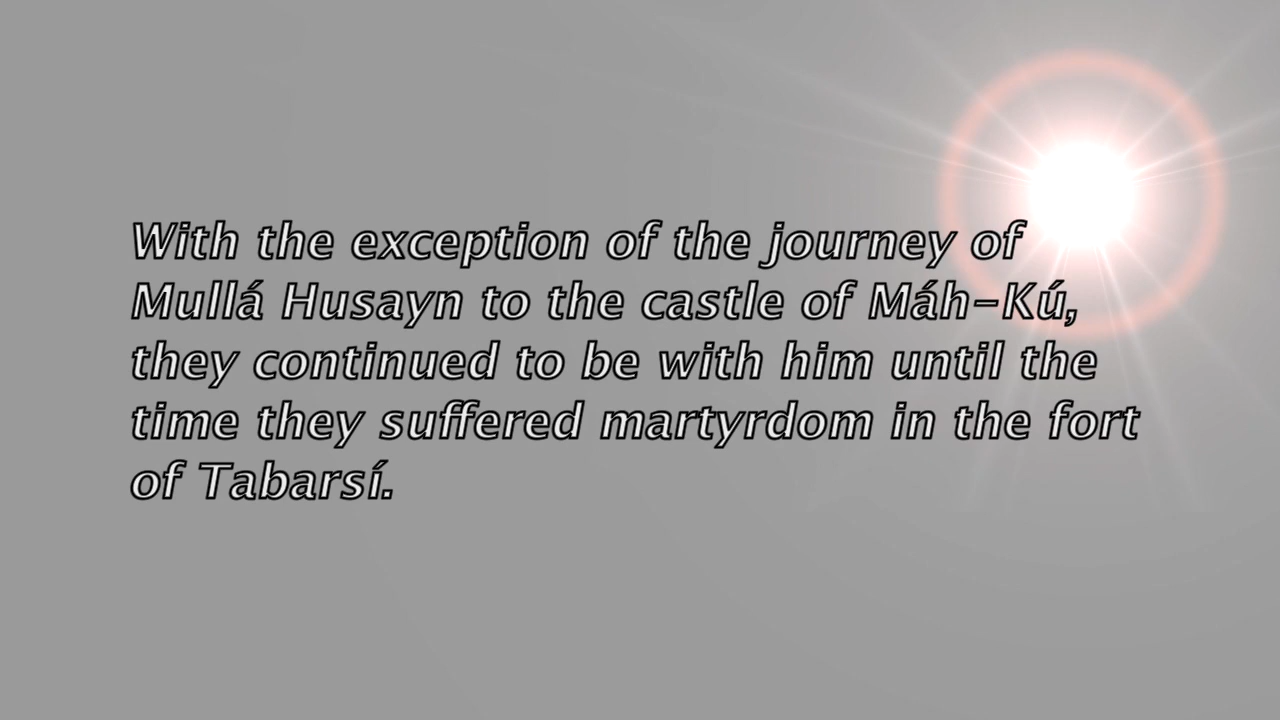 With the exception of the journey of
Mullá Husayn to the castle of Máh-Kú,
they continued to be with him until the
time they suffered martyrdom in the fort
of Tabarsí.